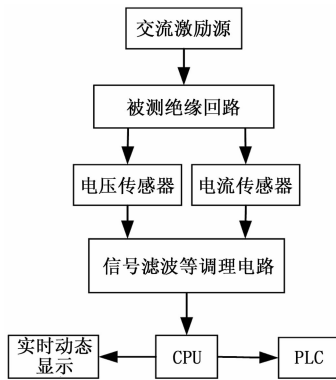 交流激励源
被测绝缘回路
电压传感器
电流传感器
信号滤波等调理电路
实时动态
显示
CPU
PLC